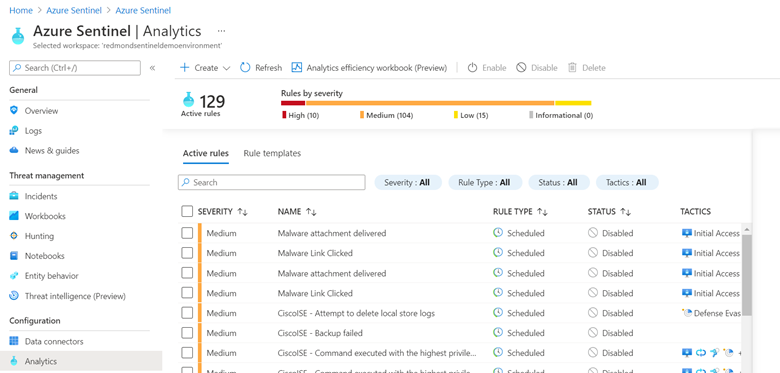 Home > Azure Sentinel > Azure Sentinel
Azure Sentinel | Analytics ...
Selected workspace: 'redmondsentineldemoenvironment'
Search (Ctrl+/) «
General
Overview
Logs
News & guides
Threat management
Incidents
Workbooks
Hunting
Notebooks
Entity behavior
Threat intelligence (Preview)
Configuration
Data connectors
Analytics
Create Refresh Analytics efficiency workbook (Preview) Enable Disable Delete
129
Active rules
Rules by severity
High (10) Medium (104) Low (15) Informational (0)
Active rules Rule templates
Search Severity : All Rule Type : All Status : All Tactics : All
SEVERITY NAME RULE TYPE STATUS TACTICS
Medium Malware attachment delivered Scheduled Disabled Initial Access
Medium Malware Link Clicked Scheduled Disabled Initial Access
Medium Malware attachment delivered Scheduled Disabled Initial Access
Medium Malware Link Clicked Scheduled Disabled Initial Access
Medium CiscoISE - Attempt to delete local store logs Scheduled Disabled Defense Evas
Medium CiscoISE - Backup failed Scheduled Disabled
Medium CiscoISE - Command executed with the highest privile... Scheduled Disabled +
Medium CiscoISE - Command executed with the highest privile... Scheduled Disabled